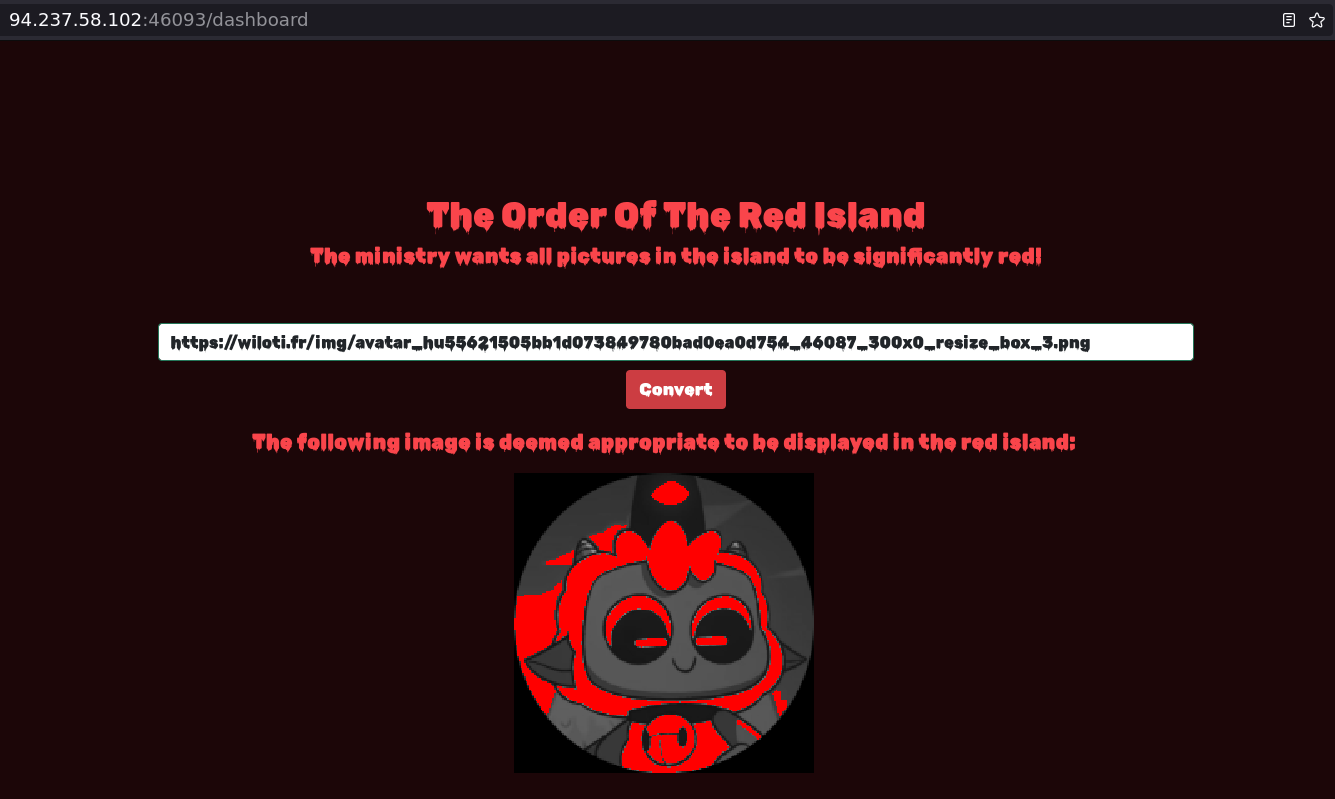 94.237.58.102:46093/dashboard
The Order Of The Red Island
The ministry wants all pictures in the island to be significantly red!
https://wiloti.fr/img/avatar_hu55621505bb1d073849780bad0ea0d754_46087_300x0_resize_box_3.png
Convert
The following image is deemed appropriate to be displayed in the red island: